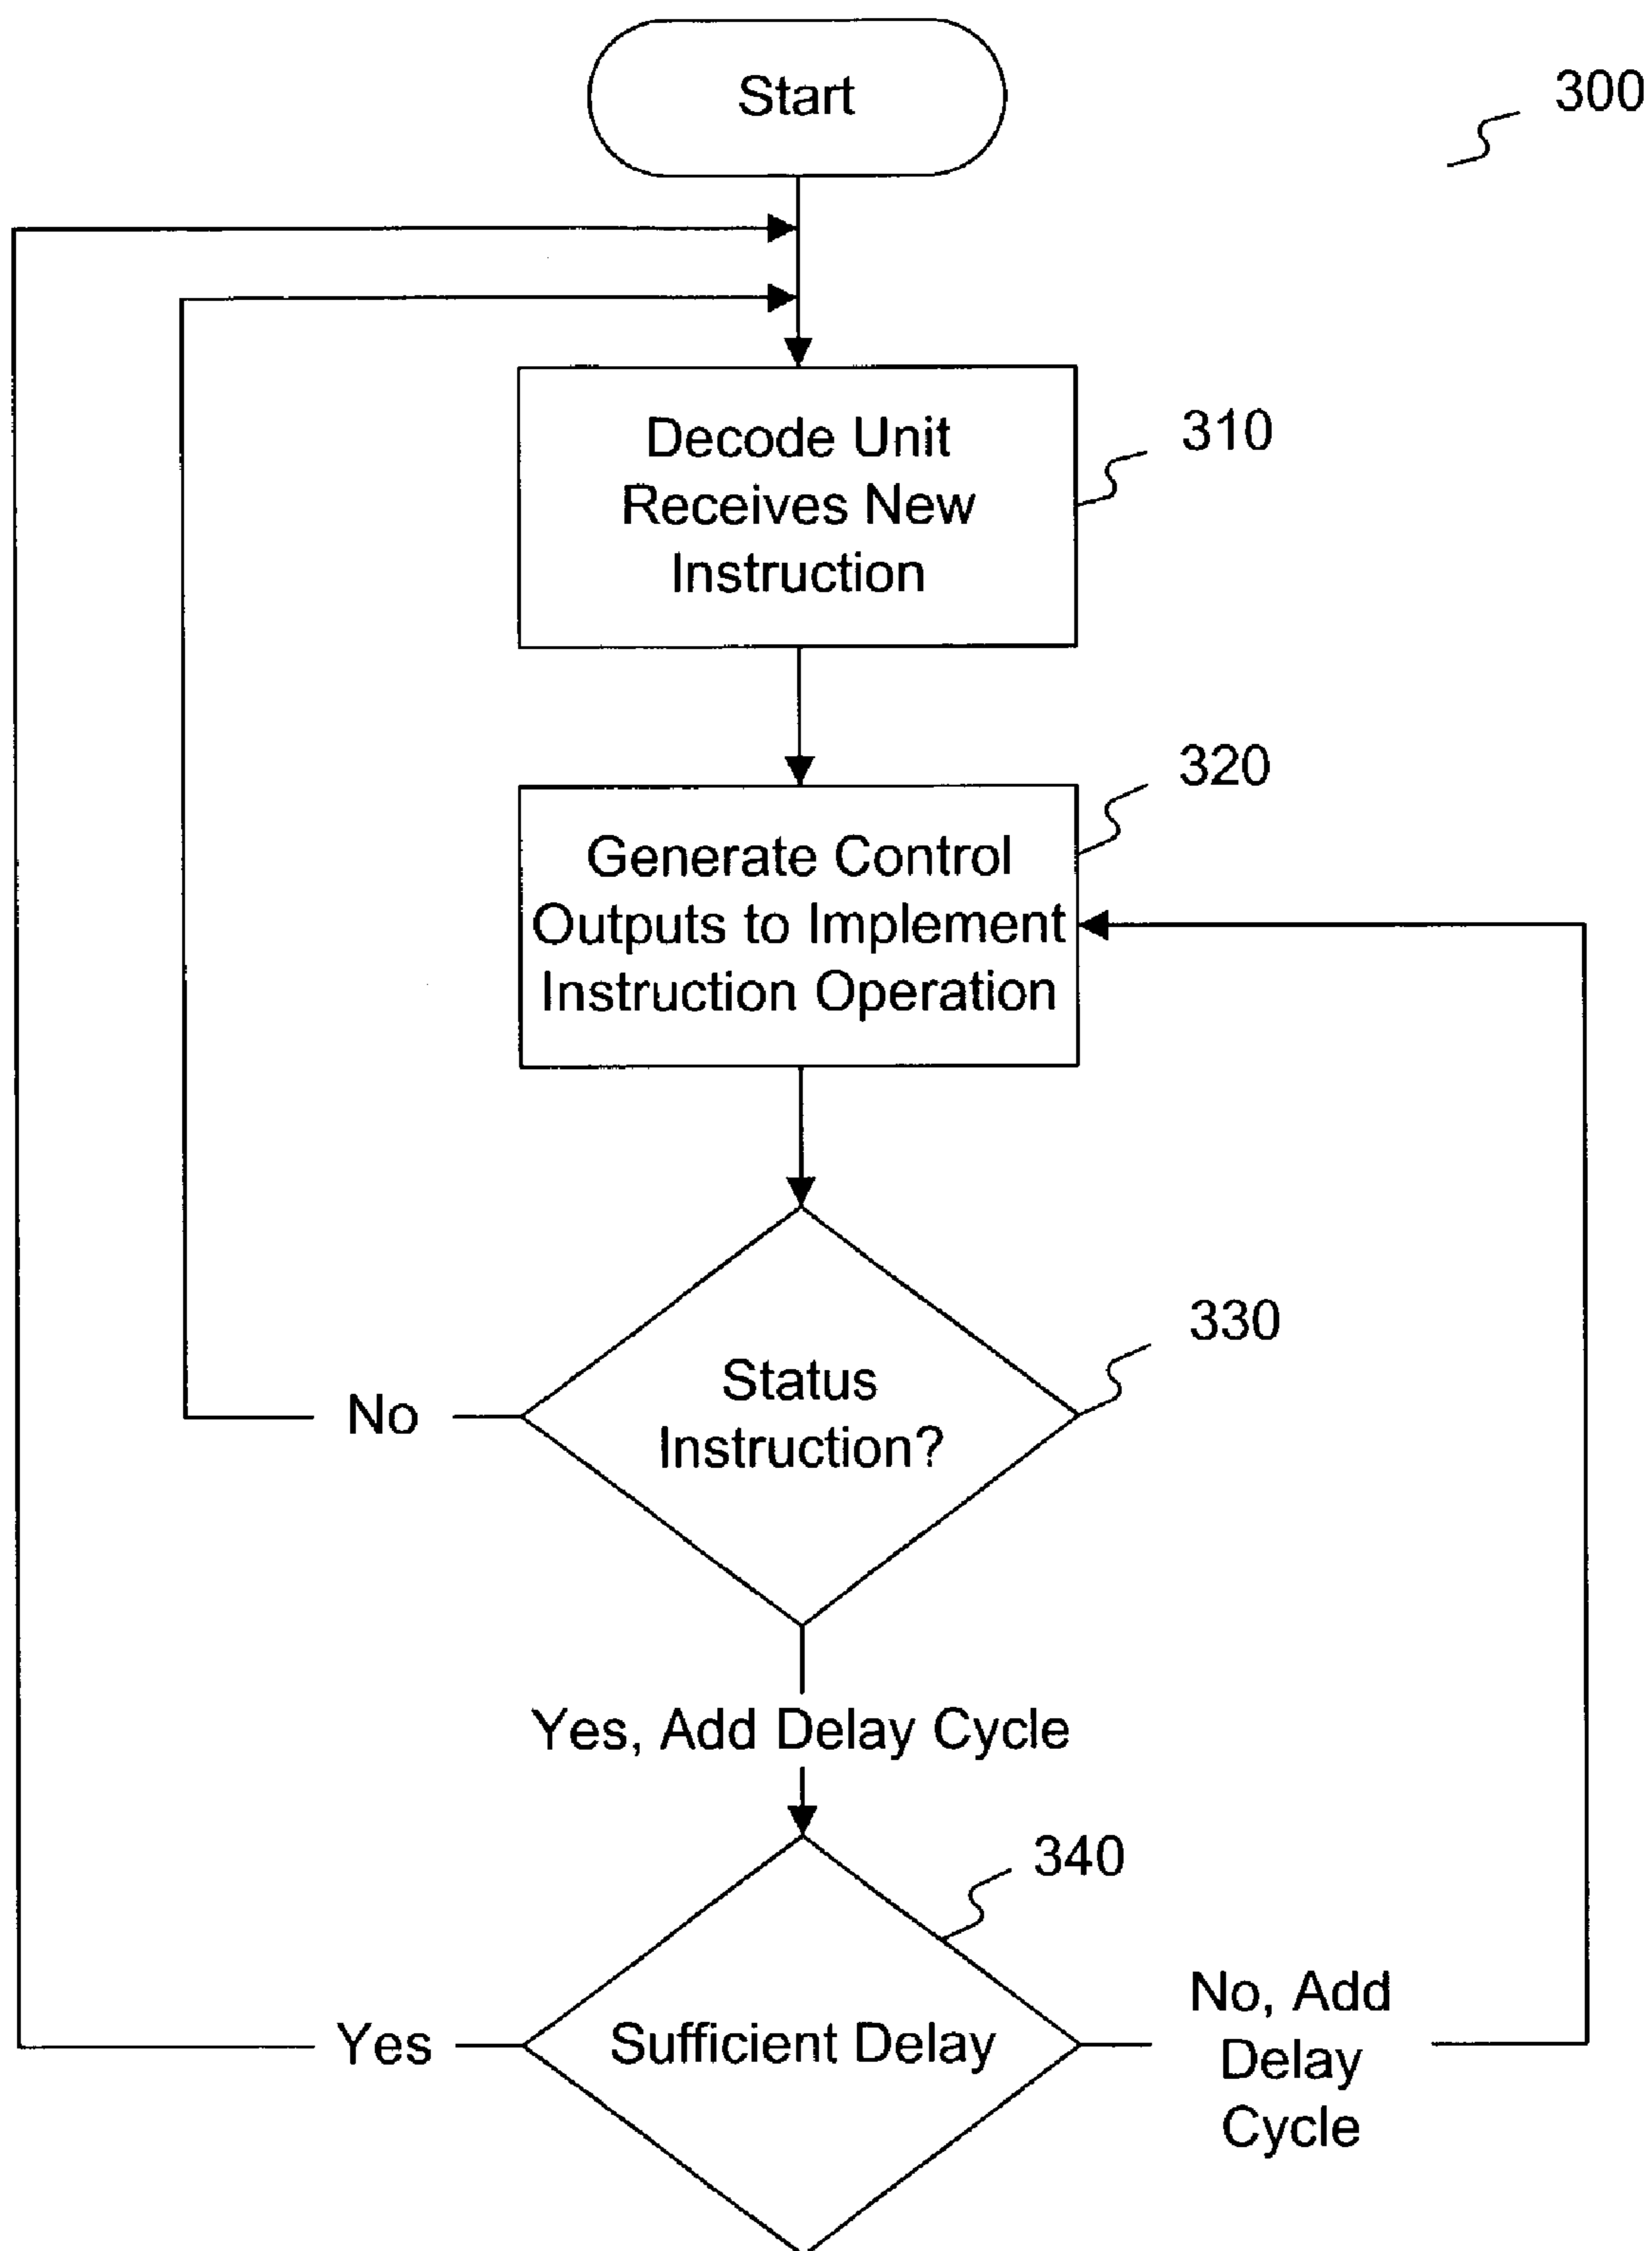 Start
300
Decode Unit
Receives New
Instruction
310
320
Generate Control
Outputs to Implement
Instruction Operation
330
Status
Instruction?
No
Yes, Add Delay Cycle
340
Yes
Sufficient Delay
No, Add
Delay
Cycle